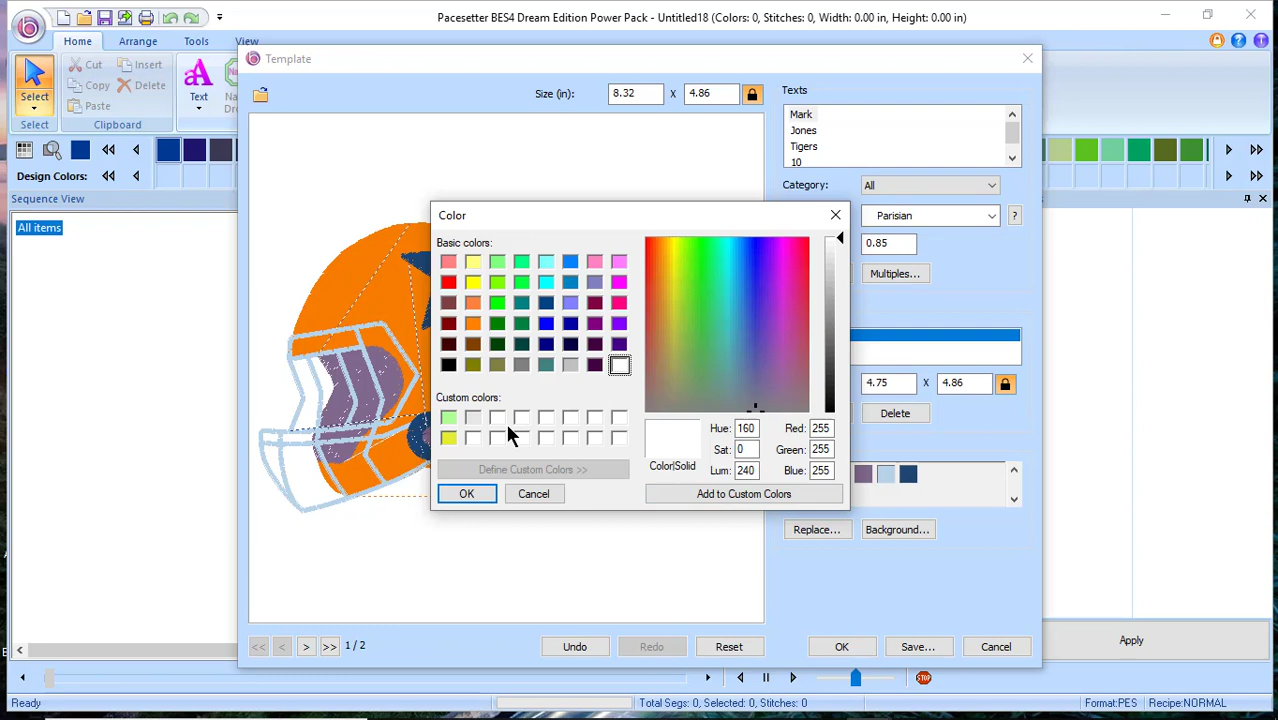 Pacesetter BES4 Dream Edition Power Pack - Untitled18 (Colors: 0, Stitches: 0, Width: 0.00 in, Height: 0.00 in)
Home Arrange Tools View
Select
Cut Insert
Copy Delete
Paste
Text
Select Clipboard
Design Colors:
Sequence View
All items
Template
Size (in): 8.32 X 4.86
Texts
Mark
Jones
Tigers
10
Category: All
Parisian ?
0.85
Multiples...
4.75 X 4.86
Delete
Replace... Background...
Color
Basic colors:
Custom colors:
Define Custom Colors >>
OK Cancel
Hue: 160 Red: 255
Sat: 0 Green: 255
Color|Solid Lum: 240 Blue: 255
Add to Custom Colors
<< < > >> 1 / 2 Undo Redo Reset OK Save... Cancel
Apply
STOP
Ready Total Segs: 0, Selected: 0, Stitches: 0 Format:PES Recipe:NORMAL